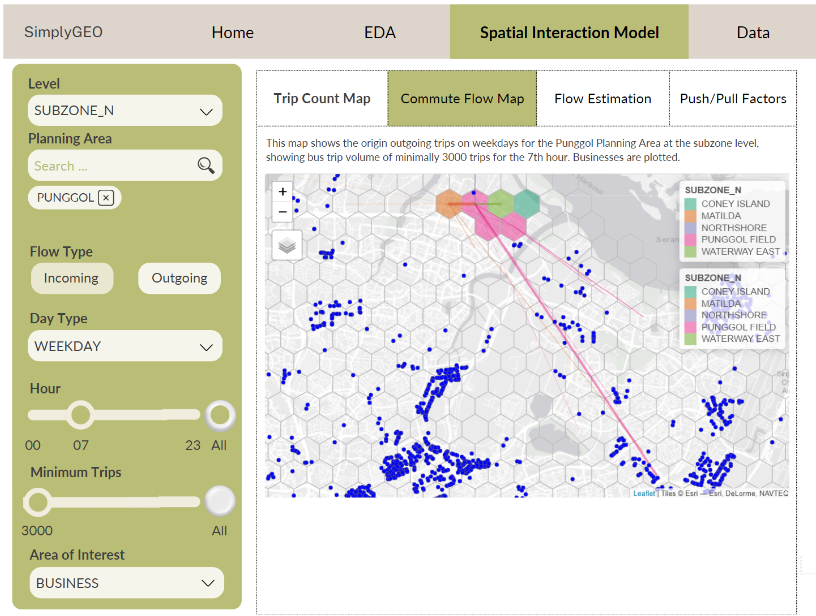 SimplyGEO Home EDA Spatial Interaction Model Data
Level
SUBZONE_N
Planning Area
Search ...
PUNGGOL
Flow Type
Incoming Outgoing
Day Type
WEEKDAY
Hour
00 07 23 All
Minimum Trips
3000 All
Area of Interest
BUSINESS
Trip Count Map Commute Flow Map Flow Estimation Push/Pull Factors
This map shows the origin outgoing trips on weekdays for the Punggol Planning Area at the subzone level,
showing bus trip volume of minimally 3000 trips for the 7th hour. Businesses are plotted.
+
−
SUBZONE_N
CONEY ISLAND
MATILDA
NORTHSHORE
PUNGGOL FIELD
WATERWAY EAST
SUBZONE_N
CONEY ISLAND
MATILDA
NORTHSHORE
PUNGGOL FIELD
WATERWAY EAST
Leaflet | Tiles © Esri — Esri, DeLorme, NAVTEQ